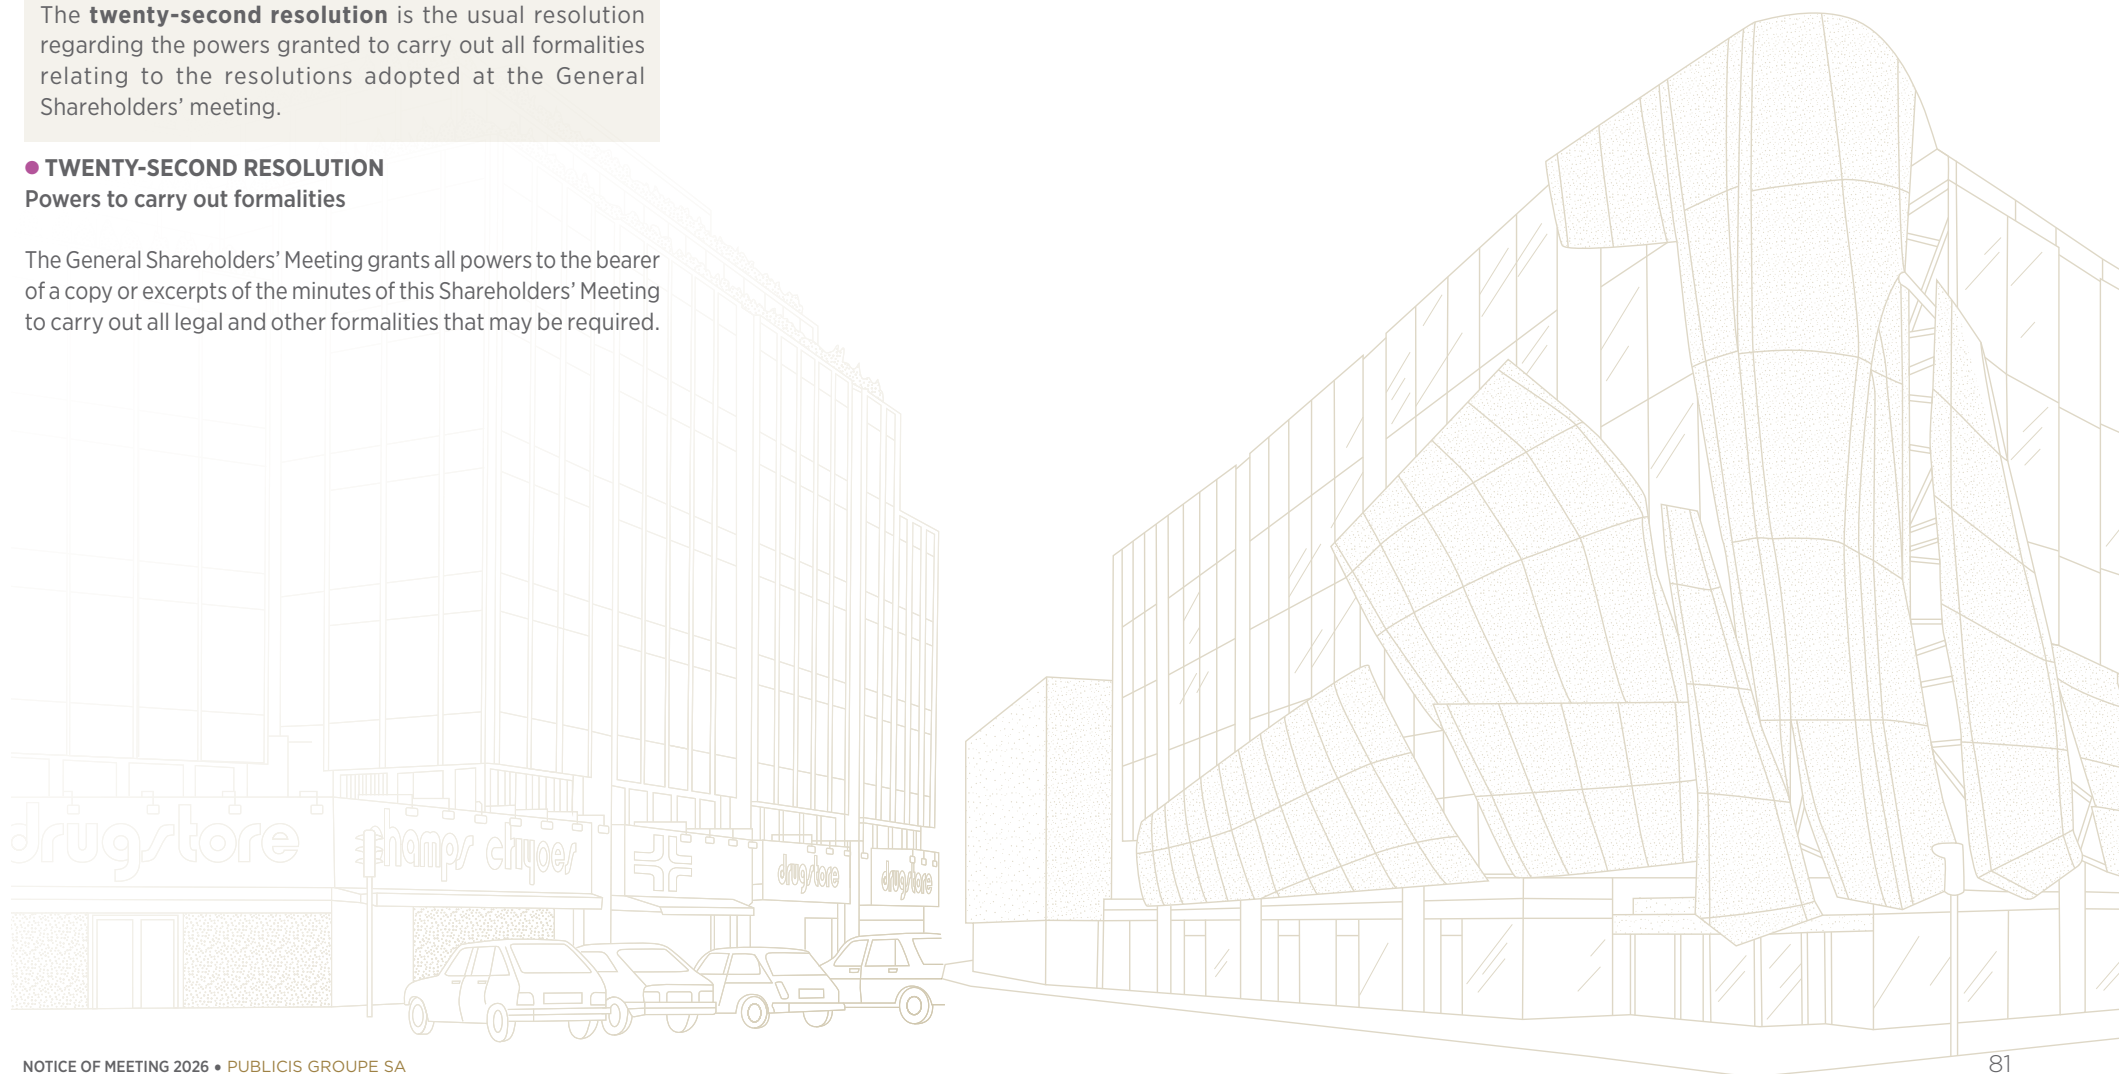 The twenty-second resolution is the usual resolution
regarding the powers granted to carry out all formalities
relating to the resolutions adopted at the General
Shareholders’ meeting.
● TWENTY-SECOND RESOLUTION
Powers to carry out formalities
The General Shareholders’ Meeting grants all powers to the bearer
of a copy or excerpts of the minutes of this Shareholders’ Meeting
to carry out all legal and other formalities that may be required.
drugstore
drugstore
drugstore
NOTICE OF MEETING 2026 • PUBLICIS GROUPE SA
81